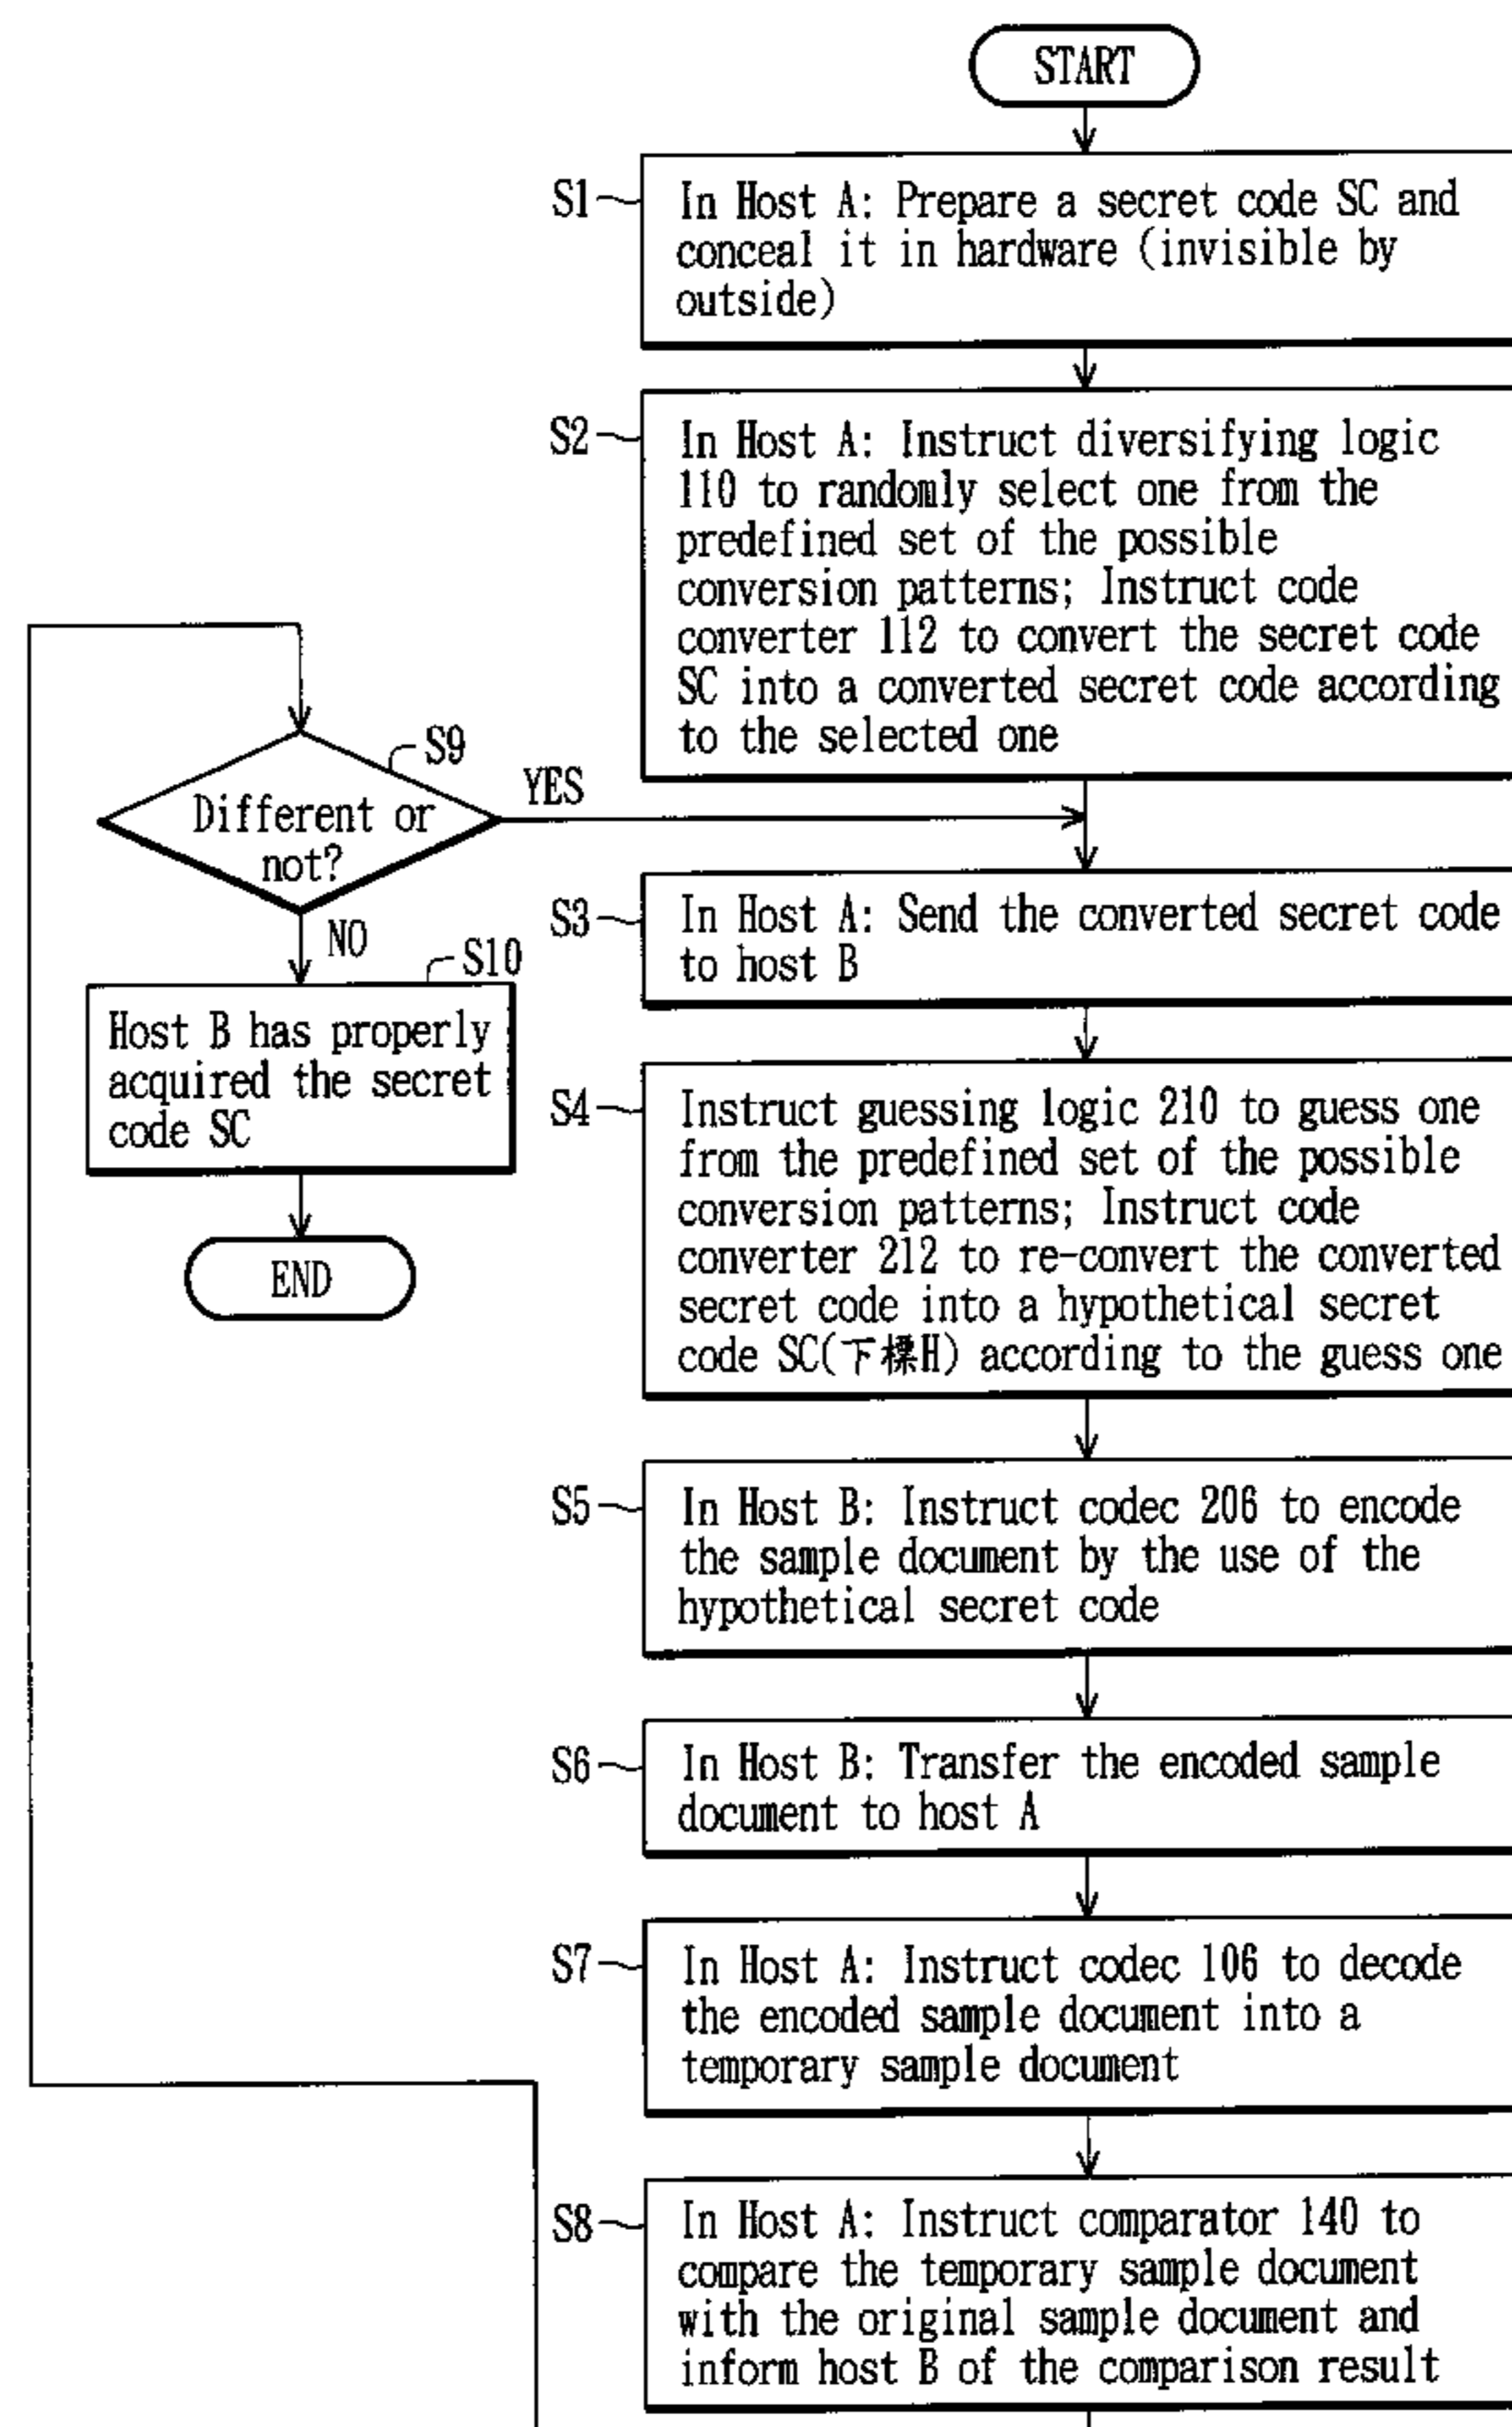 START
S1
In Host A: Prepare a secret code SC and
conceal it in hardware (invisible by
outside)
S2
In Host A: Instruct diversifying logic
110 to randomly select one from the
predefined set of the possible
conversion patterns; Instruct code
converter 112 to convert the secret code
SC into a converted secret code according
to the selected one
S9
Different or
not?
YES
NO
S10
Host B has properly
acquired the secret
code SC
END
S3
In Host A: Send the converted secret code
to host B
S4
Instruct guessing logic 210 to guess one
from the predefined set of the possible
conversion patterns; Instruct code
converter 212 to re-convert the converted
secret code into a hypothetical secret
code SC(下標H) according to the guess one
S5
In Host B: Instruct codec 206 to encode
the sample document by the use of the
hypothetical secret code
S6
In Host B: Transfer the encoded sample
document to host A
S7
In Host A: Instruct codec 106 to decode
the encoded sample document into a
temporary sample document
S8
In Host A: Instruct comparator 140 to
compare the temporary sample document
with the original sample document and
inform host B of the comparison result